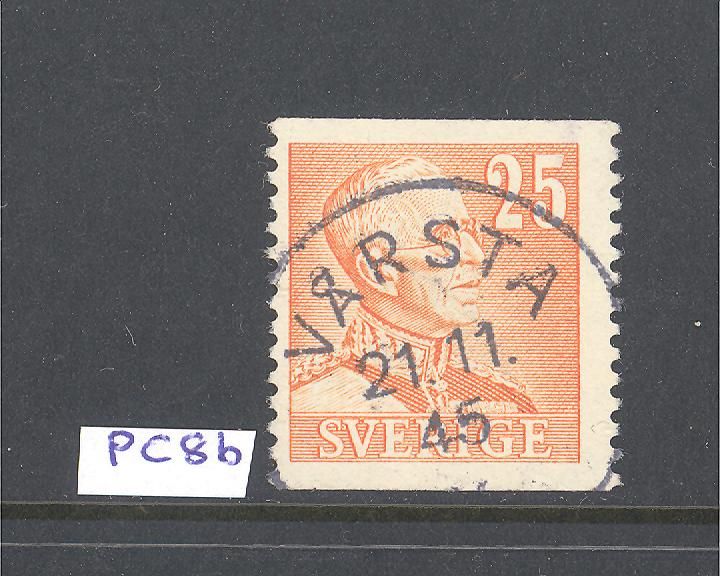 25
VÅRSTA
21.11.
45
SVERIGE
PC8b